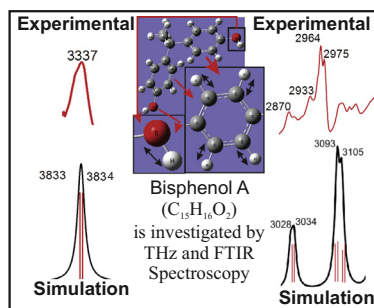 Experimental
3337
3833
3834
Simulation
B
H
Bisphenol A
(C₁₅H₁₆O₂)
is investigated by
THz and FTIR
Spectroscopy
Experimental
2964
2975
2933
2870
3093
3105
3028
3034
Simulation